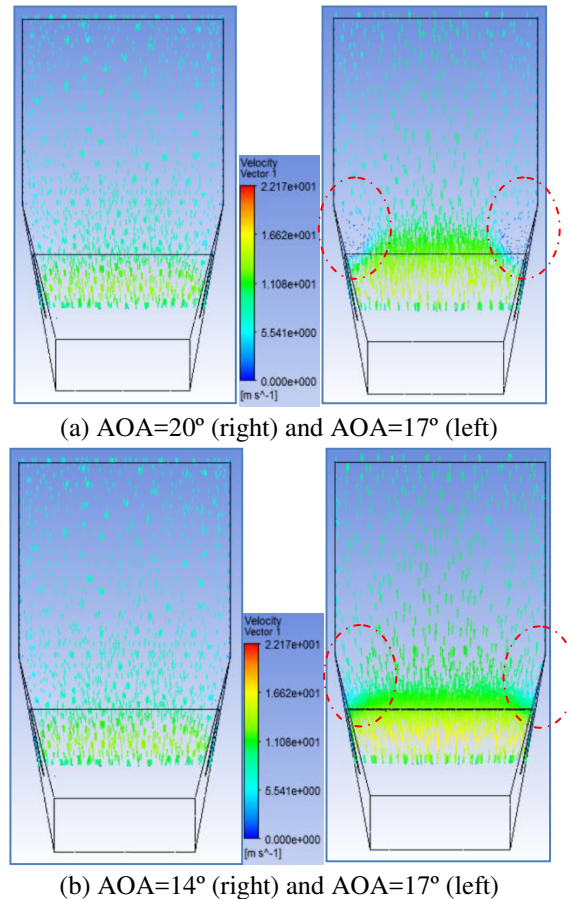 Velocity
Vector 1
2.217e+001
1.662e+001
1.108e+001
5.541e+000
0.000e+000
[m s^-1]
(a) AOA=20º (right) and AOA=17º (left)
Velocity
Vector 1
2.217e+001
1.662e+001
1.108e+001
5.541e+000
0.000e+000
[m s^-1]
(b) AOA=14º (right) and AOA=17º (left)